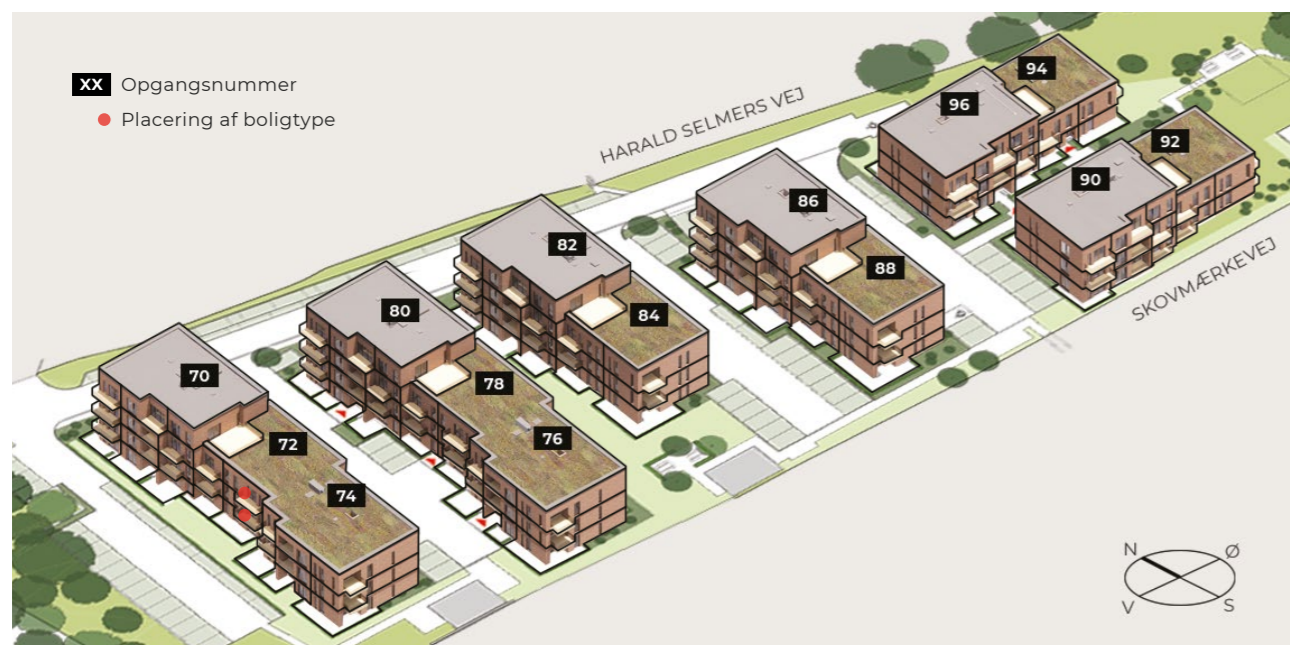 XX Opgangsnummer
Placering af boligtype
HARALD SELMERS VEJ
94
96
92
90
86
88
82
84
80
78
76
70
72
74
SKOVMÆRKEVEJ
N
Ø
V
S